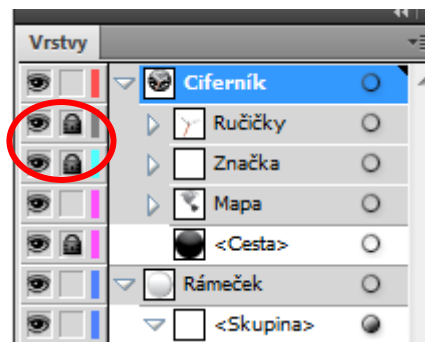 Vrstvy
Ciferník
Ručičky
Značka
Mapa
<Cesta>
Rámeček
<Skupina>